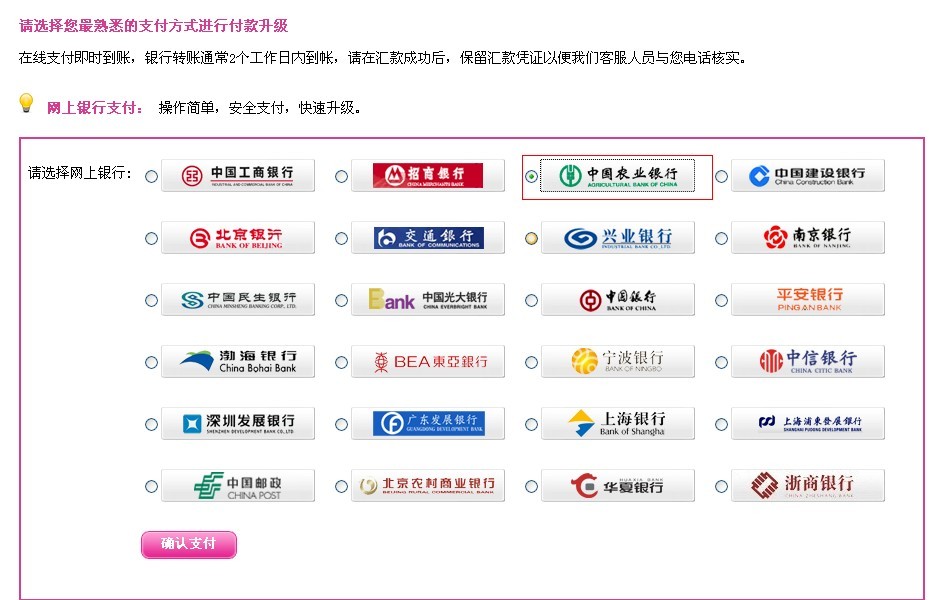 请选择您最熟悉的支付方式进行付款升级
在线支付即时到账，银行转账通常2个工作日内到帐，请在汇款成功后，保留汇款凭证以便我们客服人员与您电话核实。
网上银行支付： 操作简单，安全支付，快速升级。
请选择网上银行： 中国工商银行 招商银行 中国农业银行 中国建设银行
INDUSTRIAL AND COMMERCIAL BANK OF CHINA CHINA MERCHANTS BANK AGRICULTURAL BANK OF CHINA China Construction Bank
北京银行 交通银行 兴业银行 南京银行
BANK OF BEIJING BANK OF COMMUNICATIONS INDUSTRIAL BANK CO.,LTD. BANK OF NANJING
中国民生银行 Bank 中国光大银行 中国银行 平安银行
CHINA MINSHENG BANKING CORP., LTD. CHINA EVERBRIGHT BANK BANK OF CHINA PING AN BANK
渤海银行 BEA東亞銀行 宁波银行 中信银行
China Bohai Bank BANK OF NINGBO CHINA CITIC BANK
深圳发展银行 广东发展银行 上海银行 上海浦东發展銀行
SHENZHEN DEVELOPMENT BANK CO.,LTD. GUANGDONG DEVELOPMENT BANK Bank of Shanghai SHANGHAI PUDONG DEVELOPMENT BANK
中国邮政 北京农村商业银行 HUAXIA BANK 浙商银行
CHINA POST BEIJING RURAL COMMERCIAL BANK 华夏银行 CHINA ZHESHANG BANK
确认支付